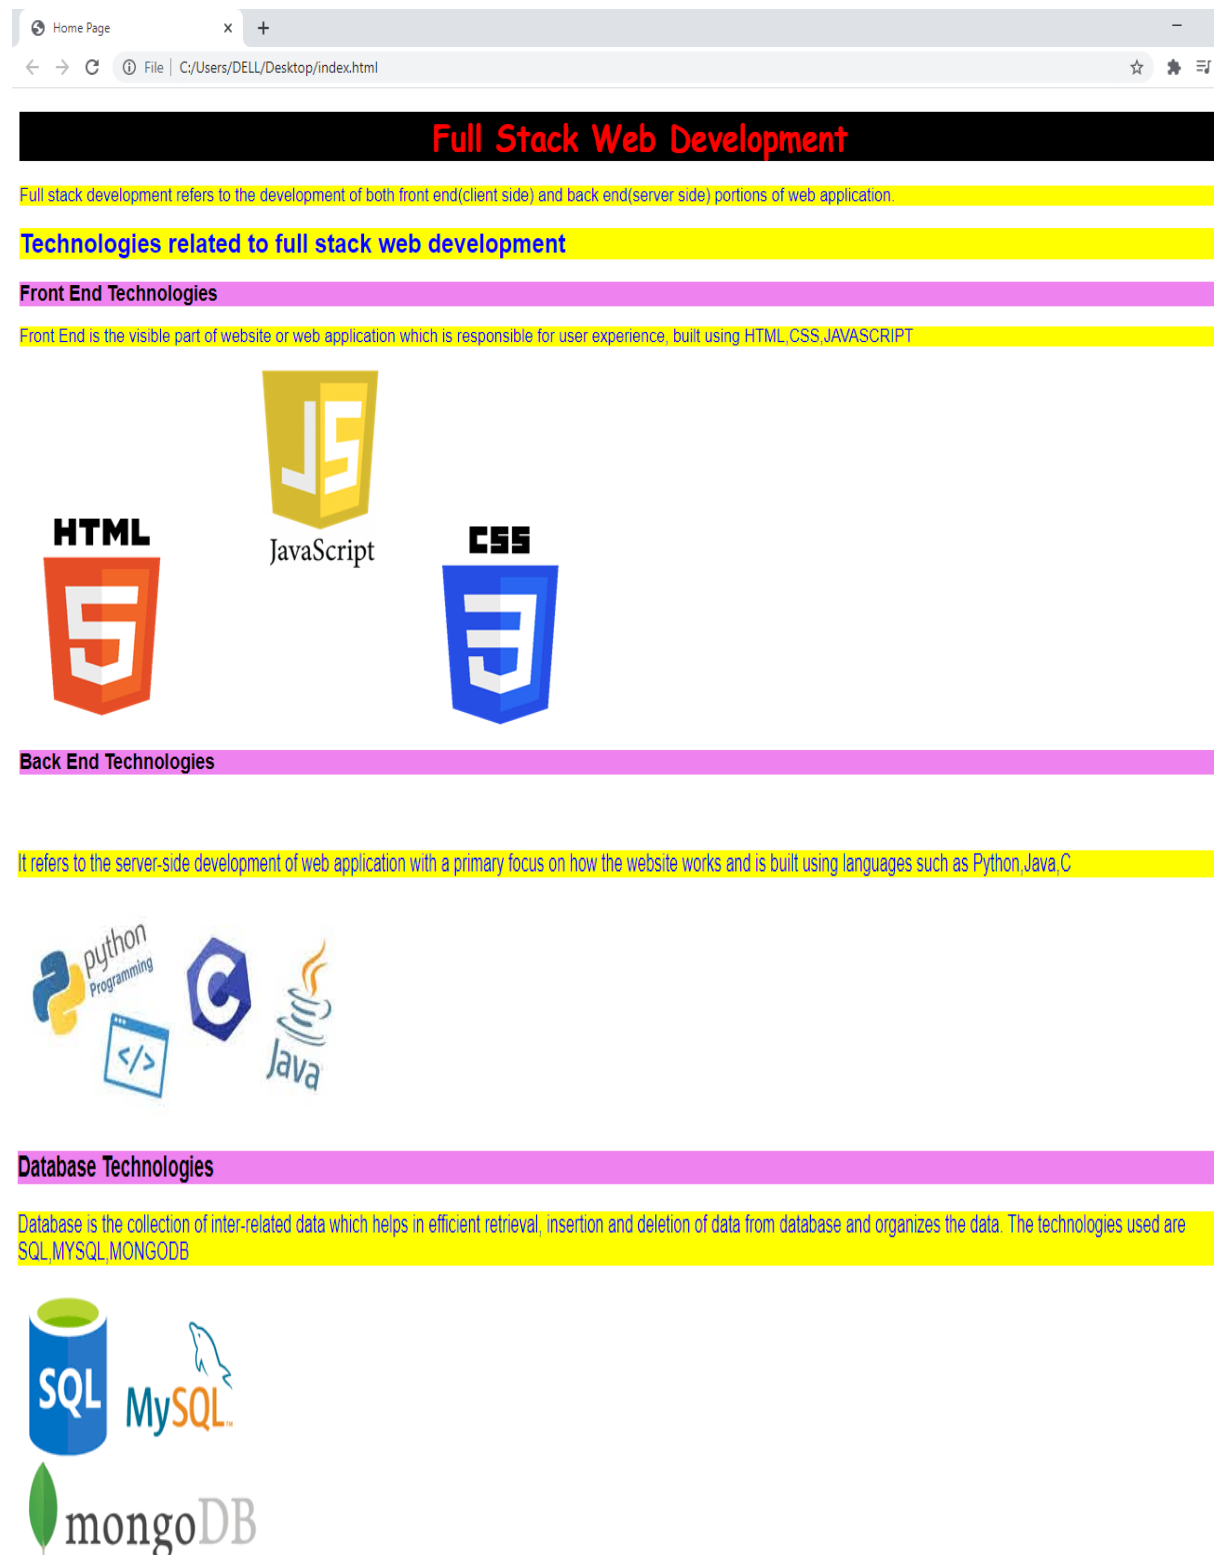 Home Page
File | C:/Users/DELL/Desktop/index.html
Full Stack Web Development
Full stack development refers to the development of both front end(client side) and back end(server side) portions of web application.
Technologies related to full stack web development
Front End Technologies
Front End is the visible part of website or web application which is responsible for user experience, built using HTML,CSS,JAVASCRIPT
JS
JavaScript
HTML
5
CSS
3
Back End Technologies
It refers to the server-side development of web application with a primary focus on how the website works and is built using languages such as Python,Java,C
python
Programming
</>
C
Java
Database Technologies
Database is the collection of inter-related data which helps in efficient retrieval, insertion and deletion of data from database and organizes the data. The technologies used are
SQL,MYSQL,MONGODB
SQL
MySQL™
mongoDB